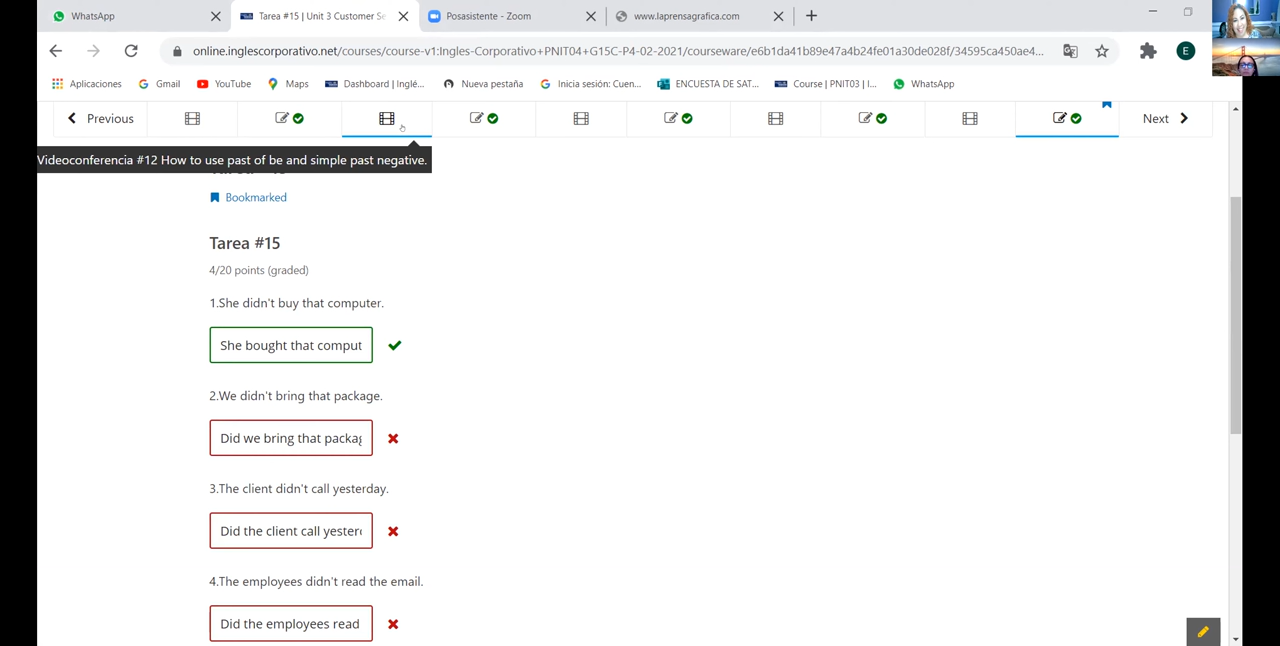 WhatsApp
Tarea #15 | Unit 3 Customer Se
Posasistente - Zoom
www.laprensagrafica.com
online.inglescorporativo.net/courses/course-v1:Ingles-Corporativo+PNIT04+G15C-P4-02-2021/courseware/e6b1da41b89e47a4b24fe01a30de028f/34595ca450ae4...
E
Aplicaciones
Gmail
YouTube
Maps
Dashboard | Inglé...
Nueva pestaña
Inicia sesión: Cuen...
ENCUESTA DE SAT...
Course | PNIT03 | I...
WhatsApp
Previous
Next
Videoconferencia #12 How to use past of be and simple past negative.
Bookmarked
Tarea #15
4/20 points (graded)
1.She didn't buy that computer.
She bought that comput
2.We didn't bring that package.
Did we bring that packag
3.The client didn't call yesterday.
Did the client call yester
4.The employees didn't read the email.
Did the employees read